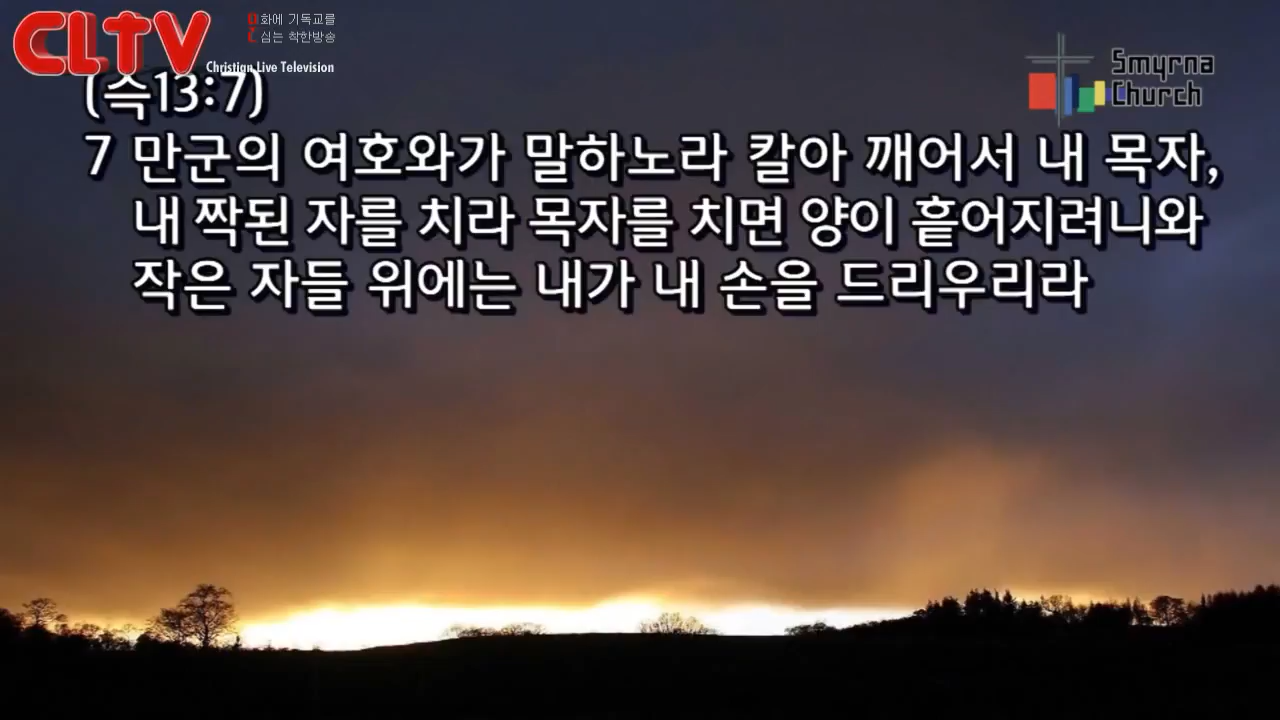 CLTV
문화에 기독교를
심는 착한방송
Christian Live Television
Smyrna
Church
(슥13:7)
7 만군의 여호와가 말하노라 칼아 깨어서 내 목자,
내 짝된 자를 치라 목자를 치면 양이 흩어지려니와
작은 자들 위에는 내가 내 손을 드리우리라